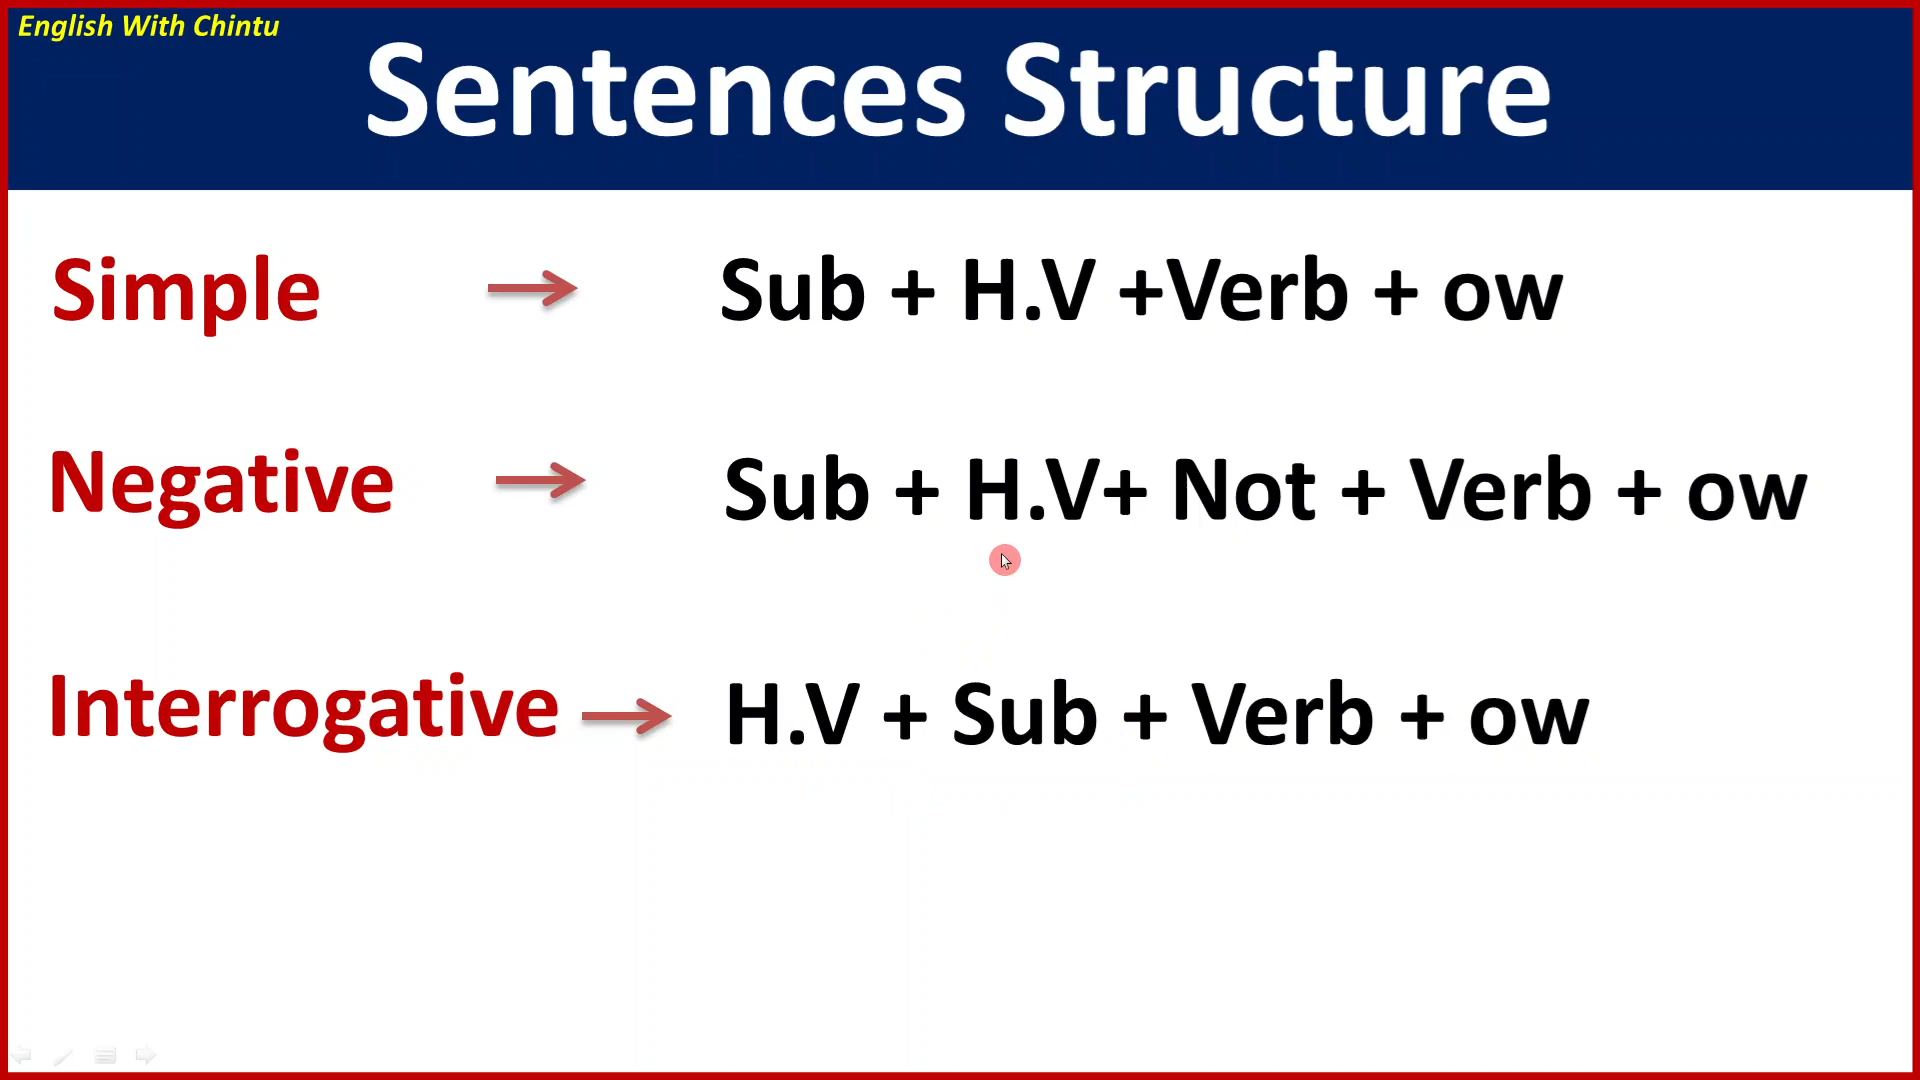 English With Chintu
Sentences Structure
Simple → Sub + H.V +Verb + ow
Negative → Sub + H.V+ Not + Verb + ow
Interrogative → H.V + Sub + Verb + ow